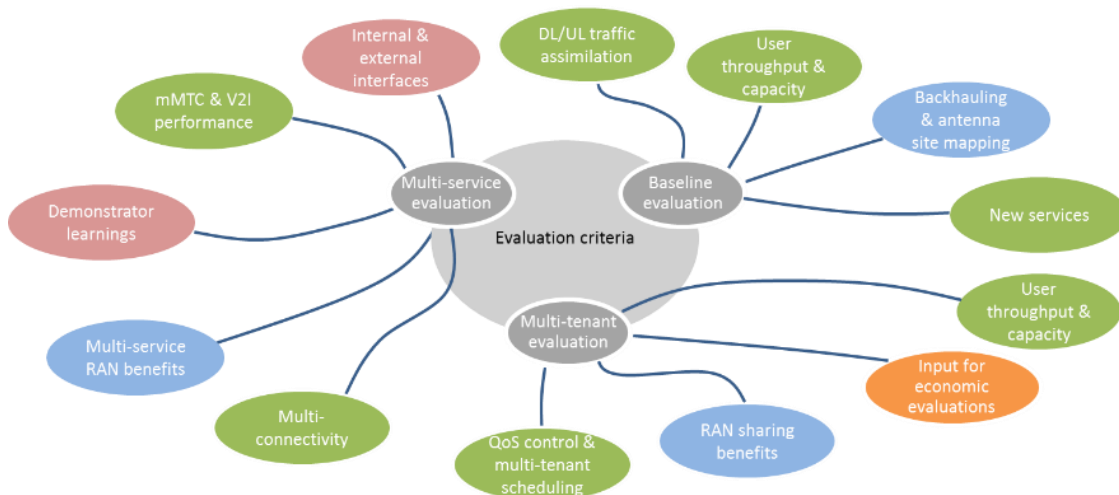 Internal &
external
interfaces
DL/UL traffic
assimilation
User
throughput &
capacity
mMTC & V2I
performance
Backhauling
& antenna
site mapping
Multi-service
evaluation
Baseline
evaluation
Demonstrator
learnings
New services
Evaluation criteria
User
throughput &
capacity
Multi-tenant
evaluation
Multi-service
RAN benefits
Input for
economic
evaluations
Multi-
connectivity
QoS control &
multi-tenant
scheduling
RAN sharing
benefits